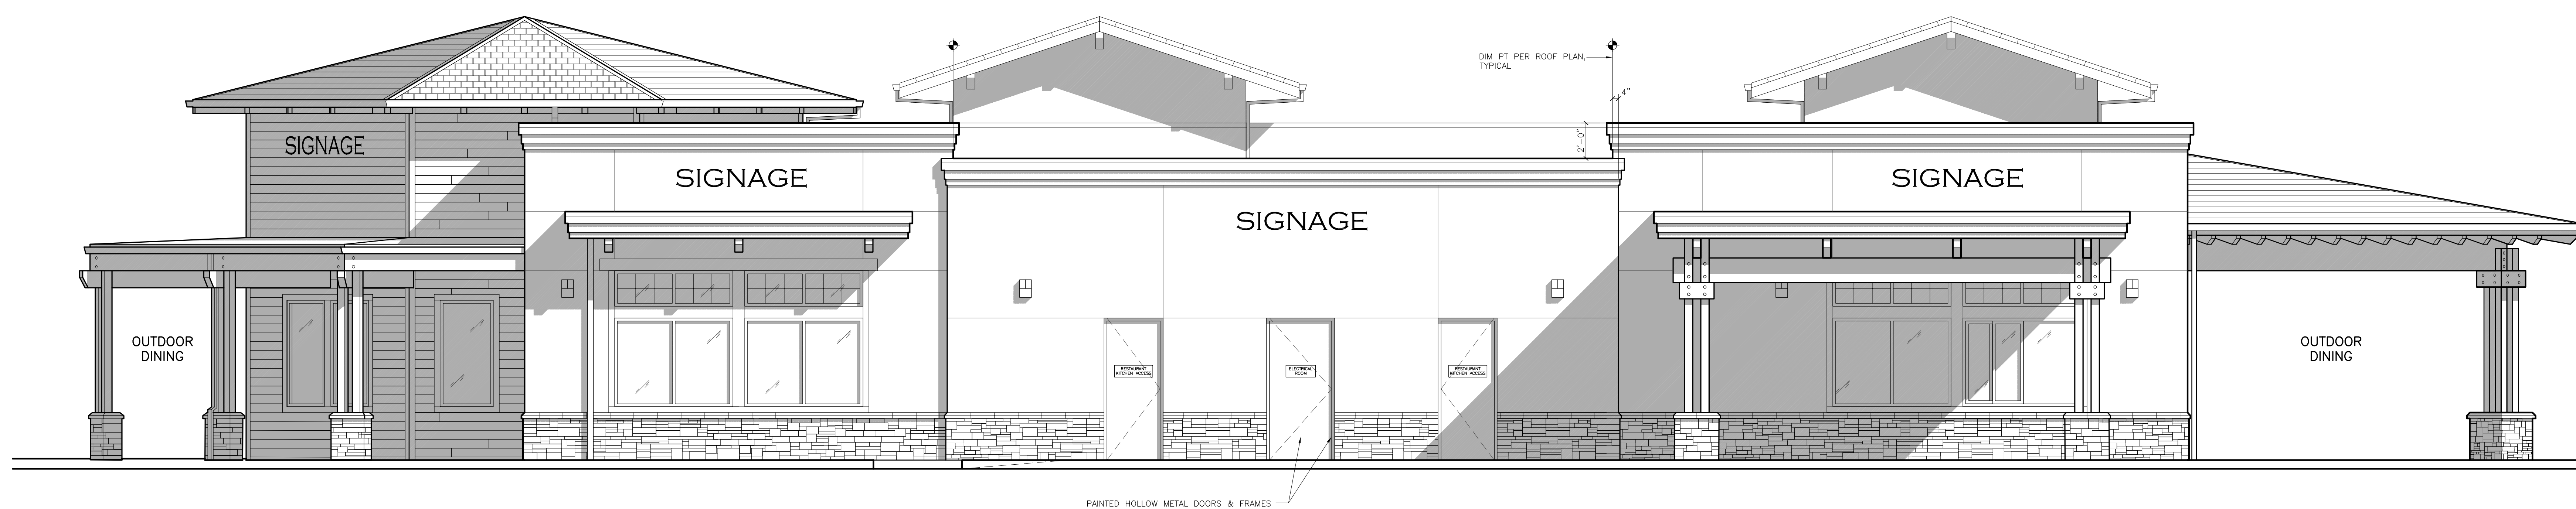 DIM PT PER ROOF PLAN,
TYPICAL
4"
2'-0"
SIGNAGE
SIGNAGE
SIGNAGE
SIGNAGE
OUTDOOR
DINING
OUTDOOR
DINING
RESTAURANT
KITCHEN ACCESS
ELECTRICAL
ROOM
RESTAURANT
KITCHEN ACCESS
PAINTED HOLLOW METAL DOORS & FRAMES